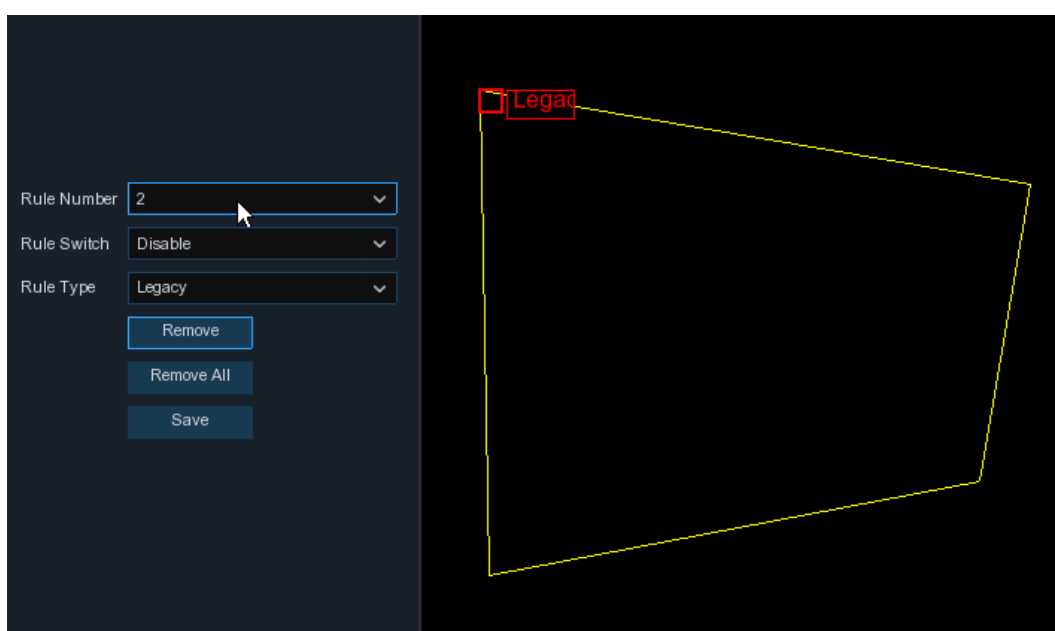 Legac
Rule Number 2
Rule Switch Disable
Rule Type Legacy
Remove
Remove All
Save